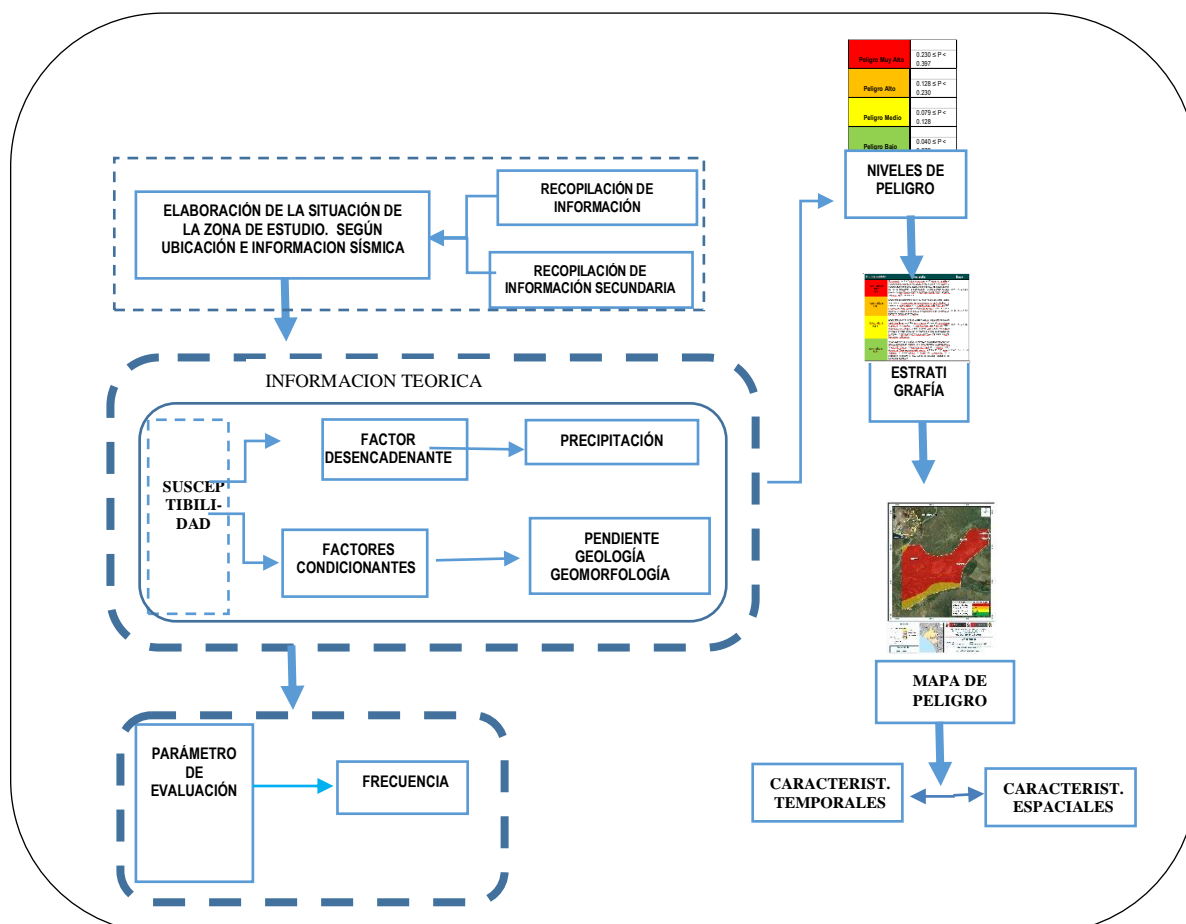 ELABORACIÓN DE LA SITUACIÓN DE
LA ZONA DE ESTUDIO. SEGÚN
UBICACIÓN E INFORMACION SÍSMICA
RECOPILACIÓN DE
INFORMACIÓN
RECOPILACIÓN DE
INFORMACIÓN SECUNDARIA
INFORMACION TEORICA
SUSCEP
TIBILI-
DAD
FACTOR
DESENCADENANTE
PRECIPITACIÓN
FACTORES
CONDICIONANTES
PENDIENTE
GEOLOGÍA
GEOMORFOLOGÍA
PARÁMETRO
DE
EVALUACIÓN
FRECUENCIA
Peligro Muy Alto
0.230 ≤ P <
0.397
Peligro Alto
0.128 ≤ P <
0.230
Peligro Medio
0.079 ≤ P <
0.128
Peligro Bajo
0.040 ≤ P <
NIVELES DE
PELIGRO
ESTRATI
GRAFÍA
MAPA DE
PELIGRO
CARACTERIST.
TEMPORALES
CARACTERIST.
ESPACIALES